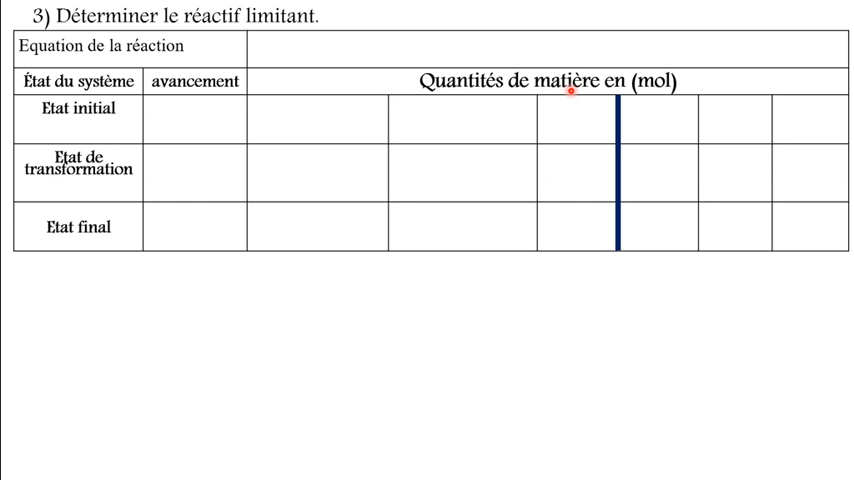 3) Déterminer le réactif limitant.
Equation de la réaction
État du système avancement Quantités de matière en (mol)
Etat initial
Etat de
transformation
Etat final